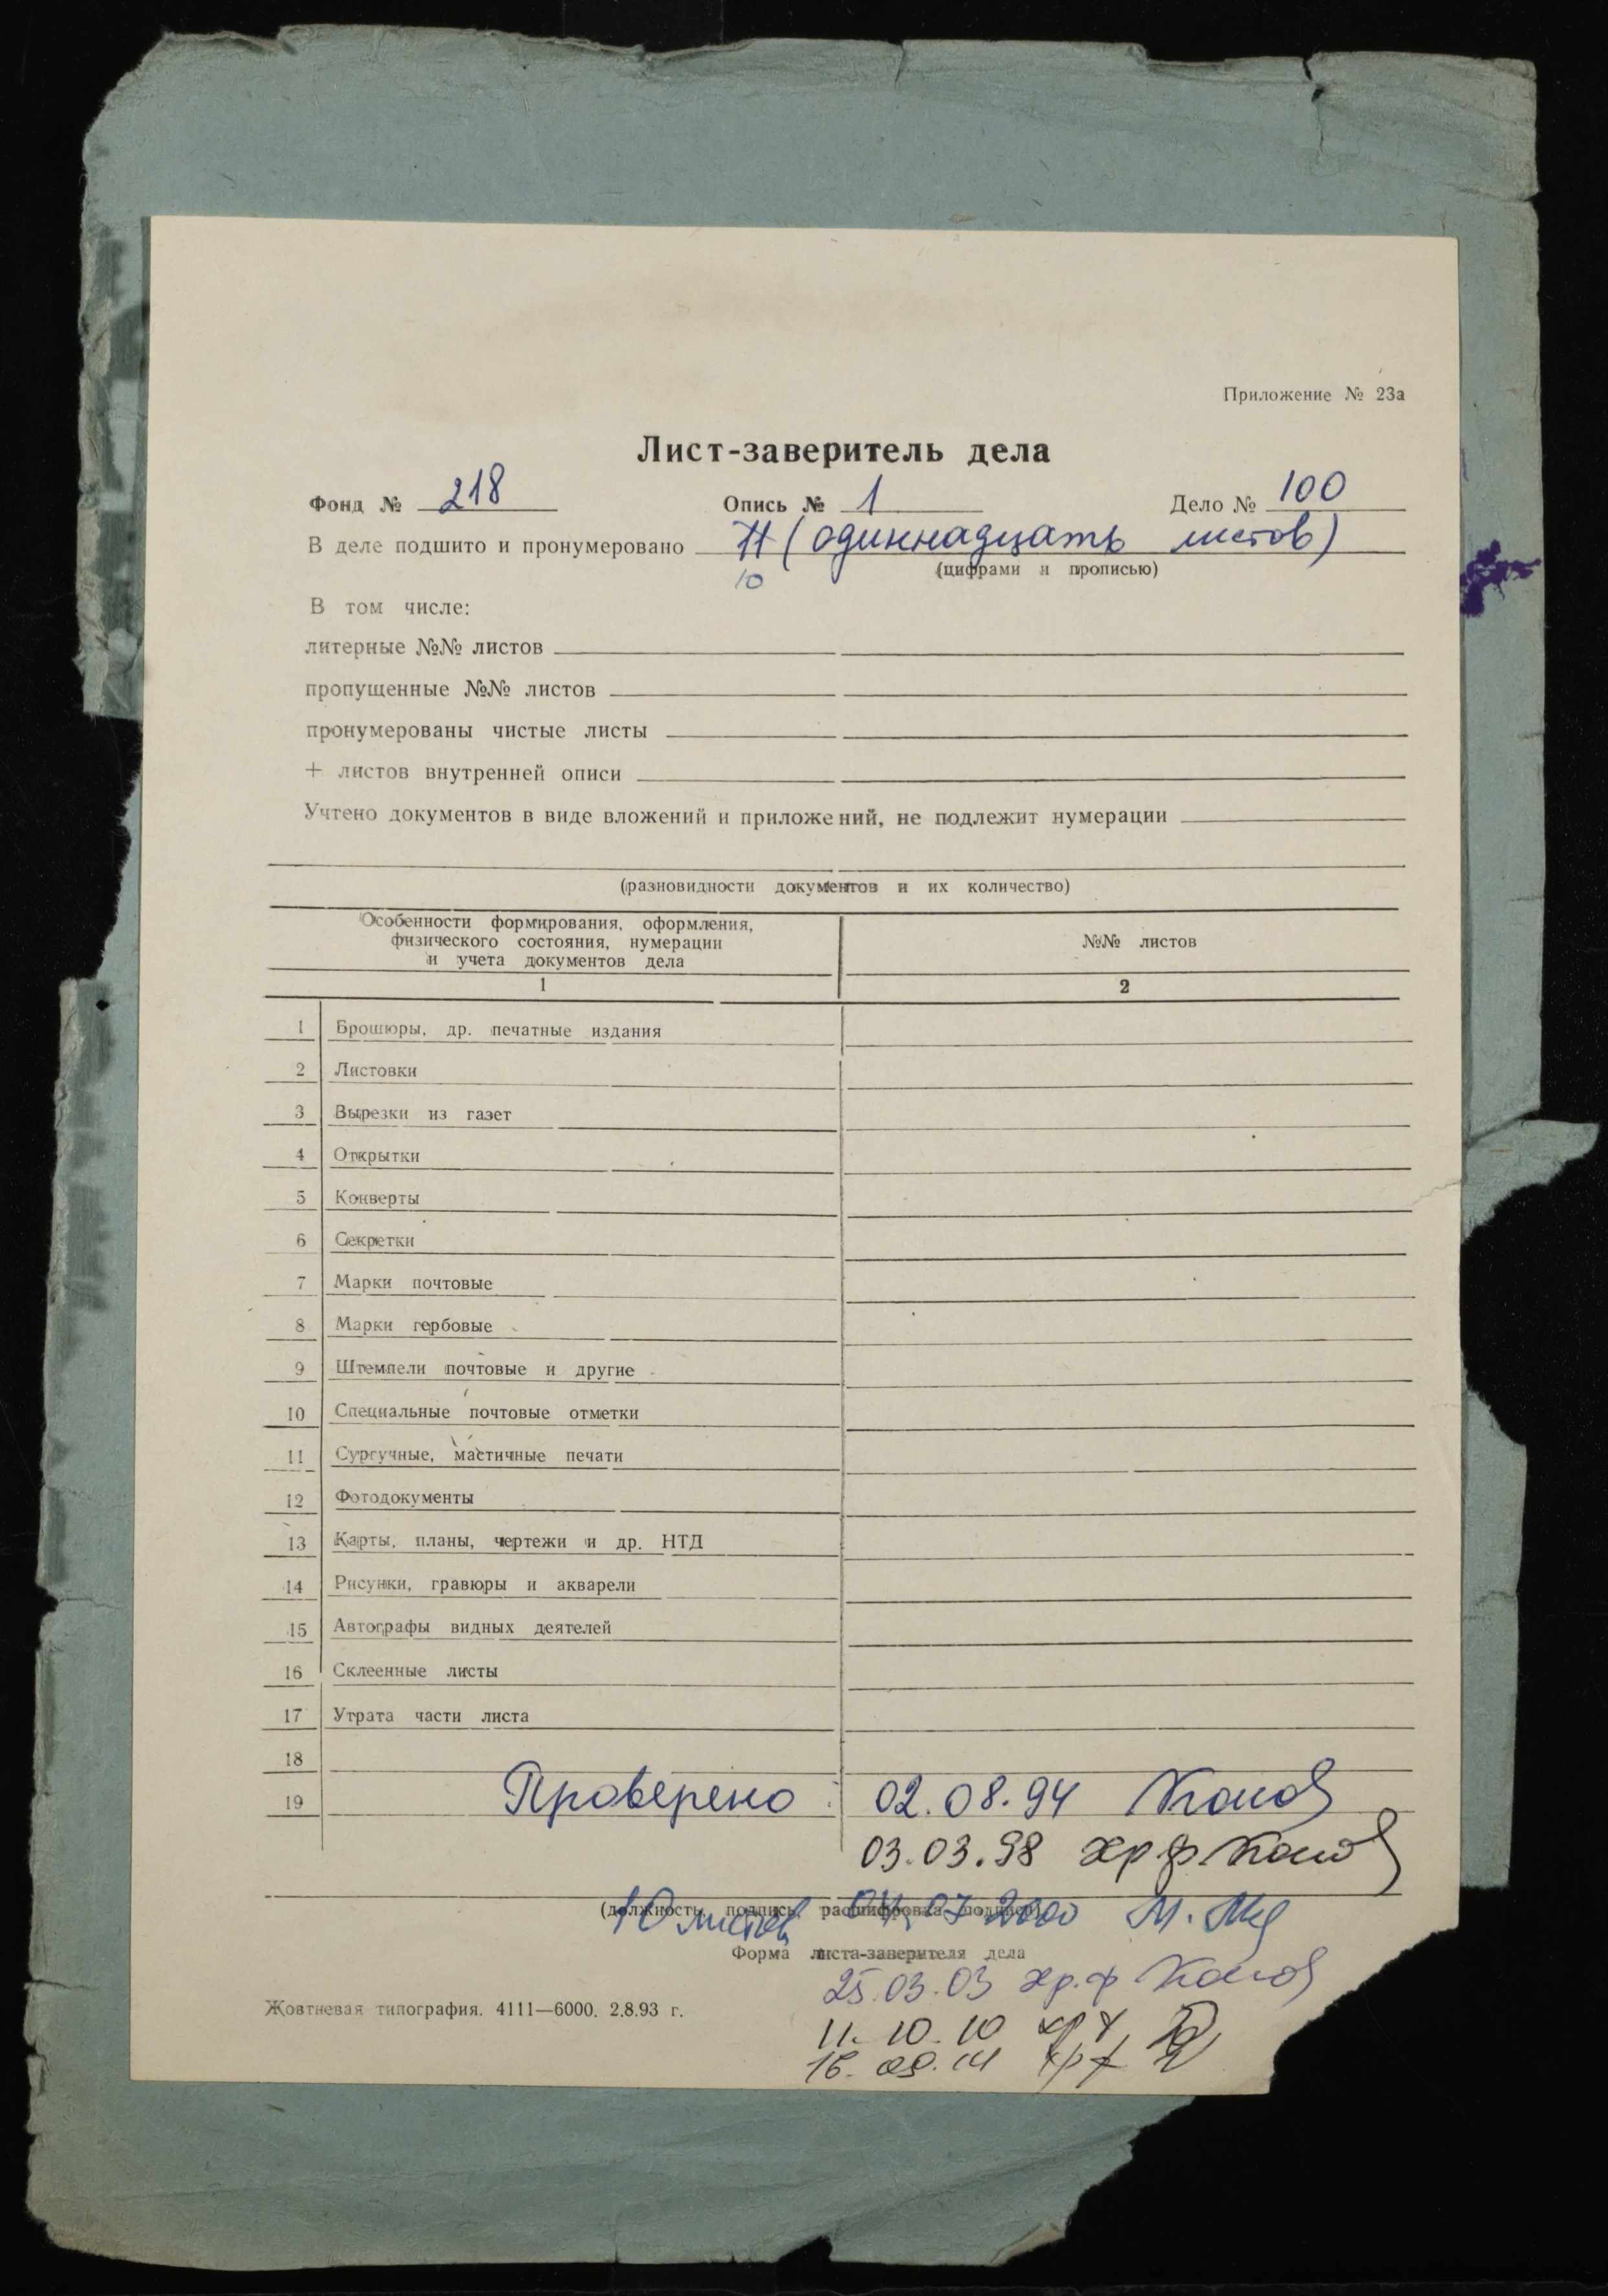 Приложение № 23а
Лист-заверитель дела
Фонд № 218 Опись № 1 Дело № 100
В деле подшито и пронумеровано 11 (одиннадцать листов)
10 (цифрами и прописью)
В том числе:
литерные №№ листов
пропущенные №№ листов
пронумерованы чистые листы
+ листов внутренней описи
Учтено документов в виде вложений и приложений, не подлежит нумерации
(разновидности документов и их количество)
Особенности формирования, оформления,
физического состояния, нумерации
и учета документов дела
№№ листов
1 2
1 Брошюры, др. печатные издания
2 Листовки
3 Вырезки из газет
4 Открытки
5 Конверты
6 Секретки
7 Марки почтовые
8 Марки гербовые
9 Штемпели почтовые и другие
10 Специальные почтовые отметки
11 Сургучные, мастичные печати
12 Фотодокументы
13 Карты, планы, чертежи и др. НТД
14 Рисунки, гравюры и акварели
15 Автографы видных деятелей
16 Склеенные листы
17 Утрата части листа
18
19 Проверено: 02.08.94
03.03.98 хр.ф.
(должность, подпись, расшифровка подписи)
10 листов 04.07.2000
Форма листа-заверителя дела
25.03.03 хр.ф
Жовтневая типография. 4111—6000. 2.8.93 г.
11.10.10
16.09.14